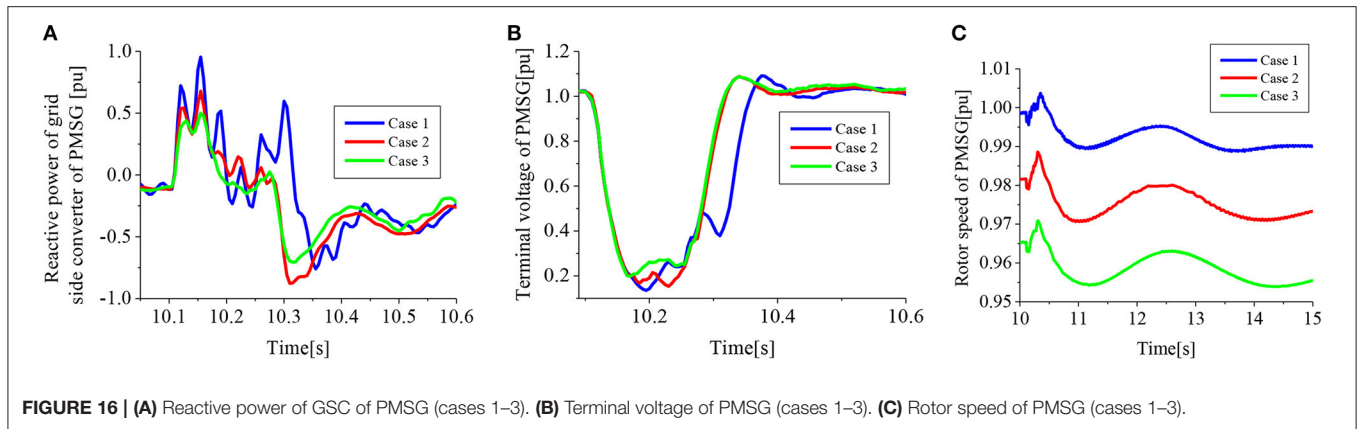 A
Reactive power of grid
side converter of PMSG [pu]
1.0
0.5
0.0
-0.5
-1.0
10.1 10.2 10.3 10.4 10.5 10.6
Time[s]
Case 1
Case 2
Case 3
B
Terminal voltage of PMSG[pu]
1.2
1.0
0.8
0.6
0.4
0.2
10.2 10.4 10.6
Time[s]
Case 1
Case 2
Case 3
C
Rotor speed of PMSG[pu]
1.01
1.00
0.99
0.98
0.97
0.96
0.95
10 11 12 13 14 15
Time[s]
Case 1
Case 2
Case 3
FIGURE 16 | (A) Reactive power of GSC of PMSG (cases 1–3). (B) Terminal voltage of PMSG (cases 1–3). (C) Rotor speed of PMSG (cases 1–3).